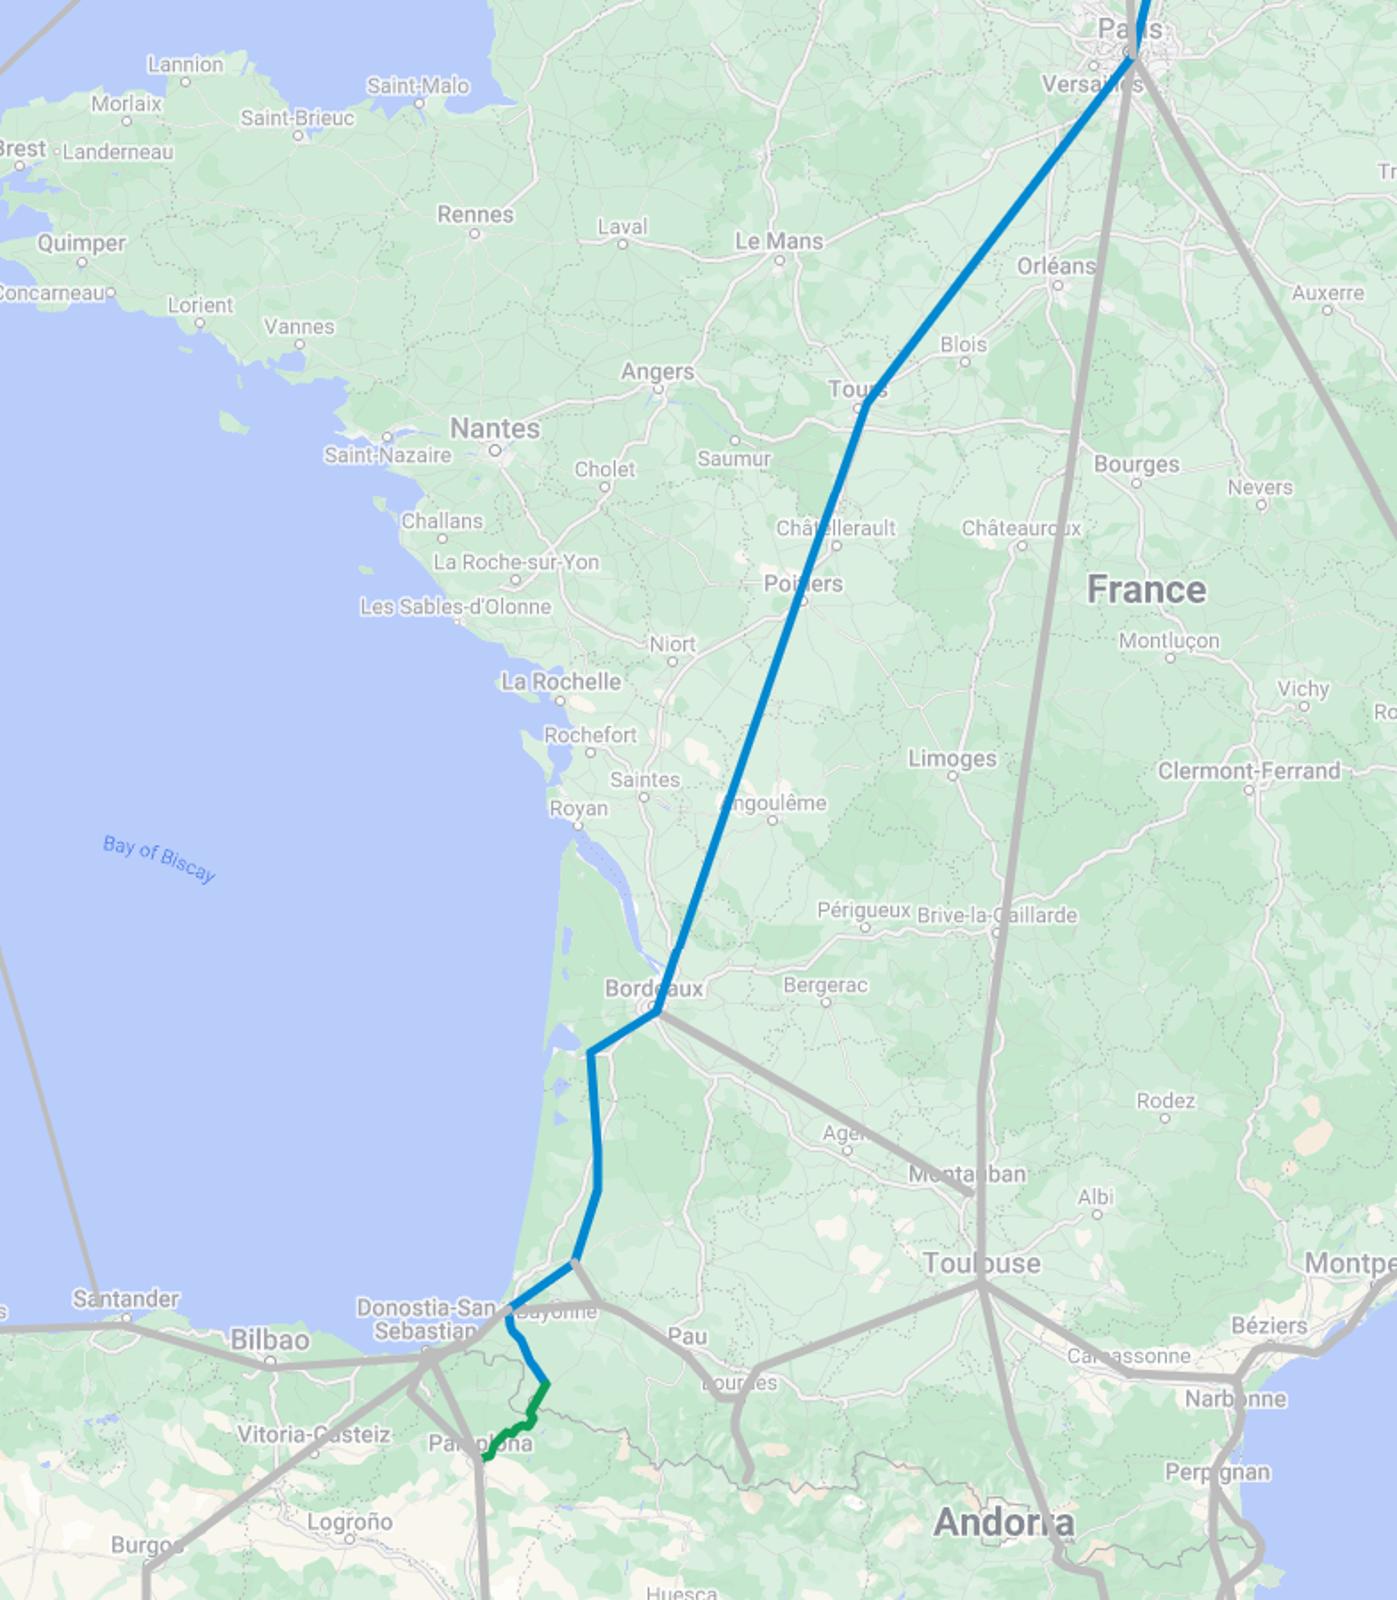 Paris
Lannion
Versailles
Saint-Malo
Morlaix
Saint-Brieuc
Brest
Landerneau
Rennes
Laval
Le Mans
Quimper
Orléans
Concarneau
Lorient
Auxerre
Vannes
Blois
Angers
Tours
Nantes
Saint-Nazaire
Saumur
Cholet
Bourges
Nevers
Challans
Châtellerault
Châteauroux
La Roche-sur-Yon
Poitiers
France
Les Sables-d'Olonne
Niort
Montluçon
La Rochelle
Vichy
Ro
Rochefort
Limoges
Saintes
Clermont-Ferrand
Royan
Angoulême
Bay of Biscay
Périgueux
Brive-la-Gaillarde
Bordeaux
Bergerac
Rodez
Agen
Montauban
Albi
Toulouse
Montpe
Santander
Donostia-San
Sebastian
Bayonne
Bilbao
Pau
Béziers
Carcassonne
Lourdes
Narbonne
Vitoria-Gasteiz
Pamplona
Perpignan
Logroño
Andorra
Burgos
Huesca